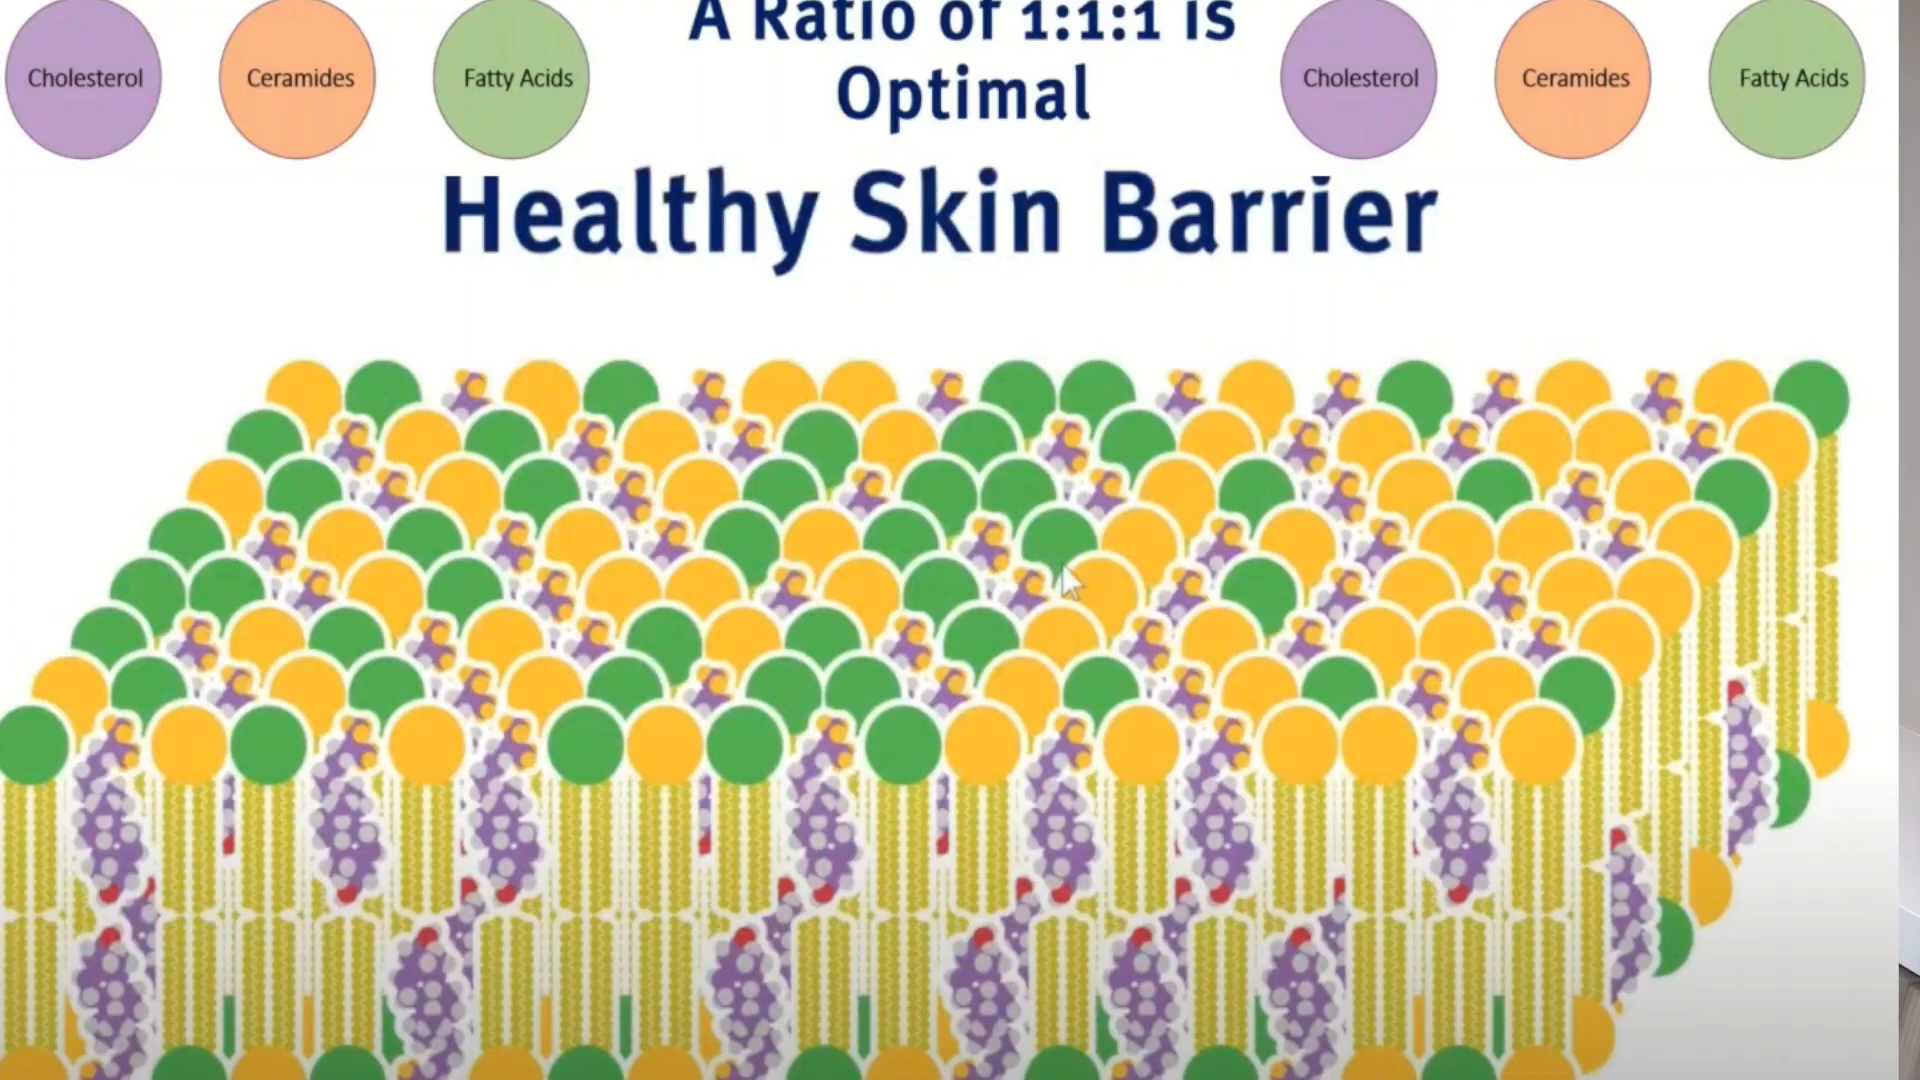 A Ratio of 1:1:1 is
Optimal
Cholesterol
Ceramides
Fatty Acids
Cholesterol
Ceramides
Fatty Acids
Healthy Skin Barrier